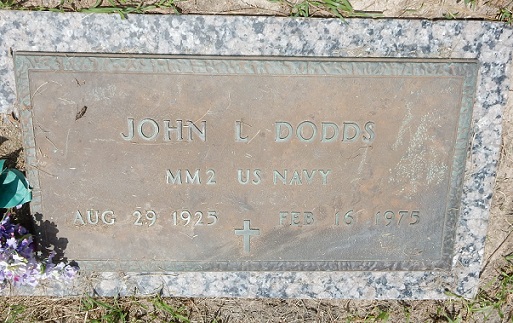 JOHN L DODDS
MM2 US NAVY
AUG 29 1925 FEB 16 1975